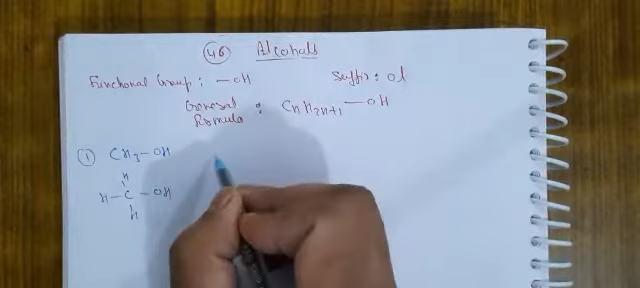 46 Alcohols
Functional Group : —OH Suffix : ol
General Formula : CnH2n+1 —OH
1 CH3—OH
H
H—C—OH
H